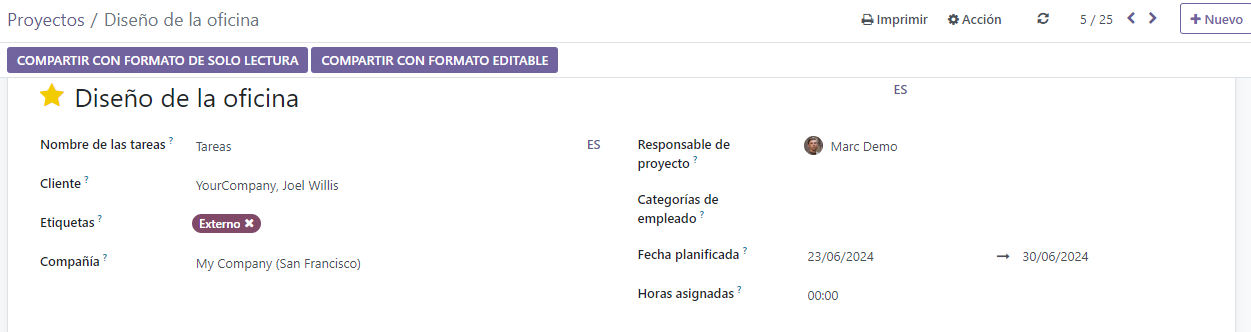 Proyectos / Diseño de la oficina
Imprimir
Acción
5 / 25
Nuevo
COMPARTIR CON FORMATO DE SOLO LECTURA
COMPARTIR CON FORMATO EDITABLE
Diseño de la oficina
ES
Nombre de las tareas ?
Tareas
ES
Cliente ?
YourCompany, Joel Willis
Etiquetas ?
Externo
Compañía ?
My Company (San Francisco)
Responsable de
proyecto ?
Marc Demo
Categorías de
empleado ?
Fecha planificada ?
23/06/2024 → 30/06/2024
Horas asignadas ?
00:00